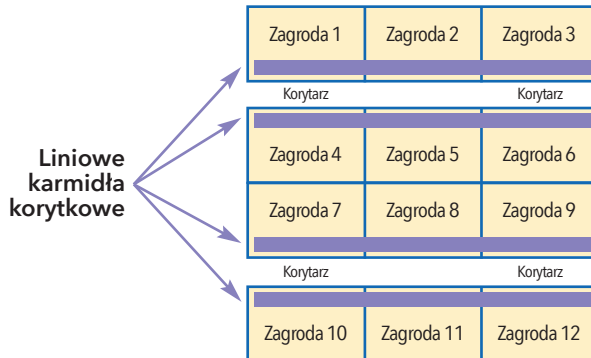 Zagroda 1 Zagroda 2 Zagroda 3
Korytarz Korytarz
Liniowe
karmidła
korytkowe
Zagroda 4 Zagroda 5 Zagroda 6
Zagroda 7 Zagroda 8 Zagroda 9
Korytarz Korytarz
Zagroda 10 Zagroda 11 Zagroda 12